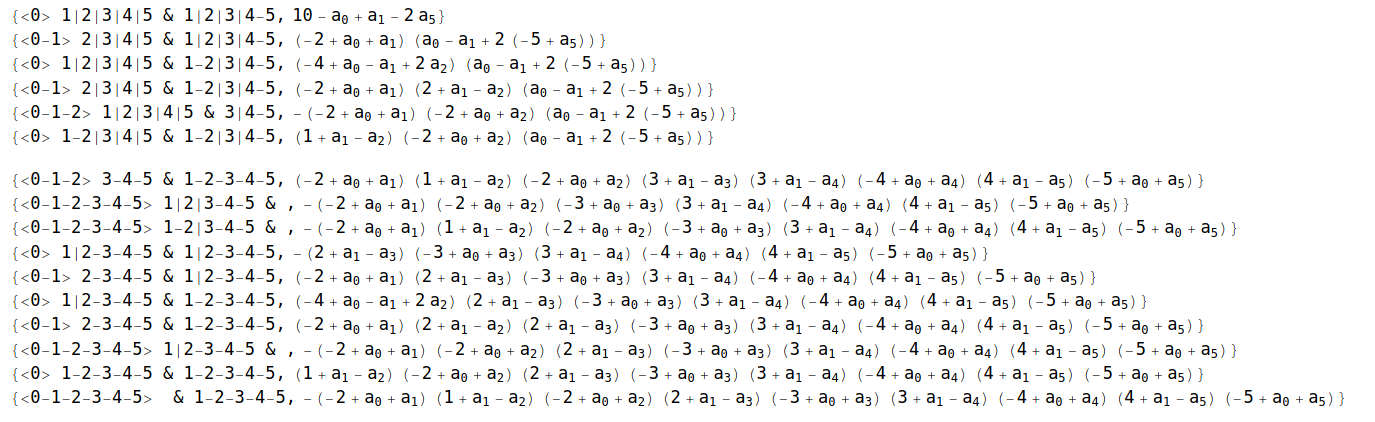 {<0> 1|2|3|4|5 & 1|2|3|4-5, 10 - a₀ + a₁ - 2 a₅}
{<0-1> 2|3|4|5 & 1|2|3|4-5, (-2 + a₀ + a₁) (a₀ - a₁ + 2 (-5 + a₅))}
{<0> 1|2|3|4|5 & 1-2|3|4-5, (-4 + a₀ - a₁ + 2 a₂) (a₀ - a₁ + 2 (-5 + a₅))}
{<0-1> 2|3|4|5 & 1-2|3|4-5, (-2 + a₀ + a₁) (2 + a₁ - a₂) (a₀ - a₁ + 2 (-5 + a₅))}
{<0-1-2> 1|2|3|4|5 & 3|4-5, - (-2 + a₀ + a₁) (-2 + a₀ + a₂) (a₀ - a₁ + 2 (-5 + a₅))}
{<0> 1-2|3|4|5 & 1-2|3|4-5, (1 + a₁ - a₂) (-2 + a₀ + a₂) (a₀ - a₁ + 2 (-5 + a₅))}
{<0-1-2> 3-4-5 & 1-2-3-4-5, (-2 + a₀ + a₁) (1 + a₁ - a₂) (-2 + a₀ + a₂) (3 + a₁ - a₃) (3 + a₁ - a₄) (-4 + a₀ + a₄) (4 + a₁ - a₅) (-5 + a₀ + a₅)}
{<0-1-2-3-4-5> 1|2|3-4-5 & , - (-2 + a₀ + a₁) (-2 + a₀ + a₂) (-3 + a₀ + a₃) (3 + a₁ - a₄) (-4 + a₀ + a₄) (4 + a₁ - a₅) (-5 + a₀ + a₅)}
{<0-1-2-3-4-5> 1-2|3-4-5 & , - (-2 + a₀ + a₁) (1 + a₁ - a₂) (-2 + a₀ + a₂) (-3 + a₀ + a₃) (3 + a₁ - a₄) (-4 + a₀ + a₄) (4 + a₁ - a₅) (-5 + a₀ + a₅)}
{<0> 1|2-3-4-5 & 1|2-3-4-5, - (2 + a₁ - a₃) (-3 + a₀ + a₃) (3 + a₁ - a₄) (-4 + a₀ + a₄) (4 + a₁ - a₅) (-5 + a₀ + a₅)}
{<0-1> 2-3-4-5 & 1|2-3-4-5, (-2 + a₀ + a₁) (2 + a₁ - a₃) (-3 + a₀ + a₃) (3 + a₁ - a₄) (-4 + a₀ + a₄) (4 + a₁ - a₅) (-5 + a₀ + a₅)}
{<0> 1|2-3-4-5 & 1-2-3-4-5, (-4 + a₀ - a₁ + 2 a₂) (2 + a₁ - a₃) (-3 + a₀ + a₃) (3 + a₁ - a₄) (-4 + a₀ + a₄) (4 + a₁ - a₅) (-5 + a₀ + a₅)}
{<0-1> 2-3-4-5 & 1-2-3-4-5, (-2 + a₀ + a₁) (2 + a₁ - a₂) (2 + a₁ - a₃) (-3 + a₀ + a₃) (3 + a₁ - a₄) (-4 + a₀ + a₄) (4 + a₁ - a₅) (-5 + a₀ + a₅)}
{<0-1-2-3-4-5> 1|2-3-4-5 & , - (-2 + a₀ + a₁) (-2 + a₀ + a₂) (2 + a₁ - a₃) (-3 + a₀ + a₃) (3 + a₁ - a₄) (-4 + a₀ + a₄) (4 + a₁ - a₅) (-5 + a₀ + a₅)}
{<0> 1-2-3-4-5 & 1-2-3-4-5, (1 + a₁ - a₂) (-2 + a₀ + a₂) (2 + a₁ - a₃) (-3 + a₀ + a₃) (3 + a₁ - a₄) (-4 + a₀ + a₄) (4 + a₁ - a₅) (-5 + a₀ + a₅)}
{<0-1-2-3-4-5>  & 1-2-3-4-5, - (-2 + a₀ + a₁) (1 + a₁ - a₂) (-2 + a₀ + a₂) (2 + a₁ - a₃) (-3 + a₀ + a₃) (3 + a₁ - a₄) (-4 + a₀ + a₄) (4 + a₁ - a₅) (-5 + a₀ + a₅)}